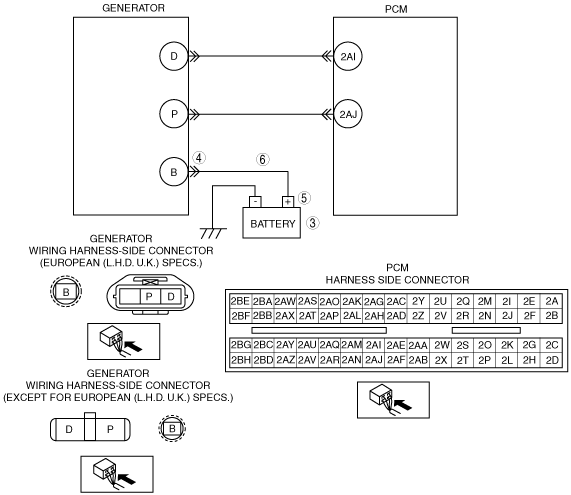 GENERATOR
PCM
D
2AI
P
2AJ
B
4
6
5
- +
BATTERY
3
GENERATOR
WIRING HARNESS-SIDE CONNECTOR
(EUROPEAN (L.H.D. U.K.) SPECS.)
B
P D
PCM
HARNESS SIDE CONNECTOR
2BE 2BA 2AW 2AS 2AO 2AK 2AG 2AC 2Y 2U 2Q 2M 2I 2E 2A
2BF 2BB 2AX 2AT 2AP 2AL 2AH 2AD 2Z 2V 2R 2N 2J 2F 2B
2BG 2BC 2AY 2AU 2AQ 2AM 2AI 2AE 2AA 2W 2S 2O 2K 2G 2C
2BH 2BD 2AZ 2AV 2AR 2AN 2AJ 2AF 2AB 2X 2T 2P 2L 2H 2D
GENERATOR
WIRING HARNESS-SIDE CONNECTOR
(EXCEPT FOR EUROPEAN (L.H.D. U.K.) SPECS.)
D P
B